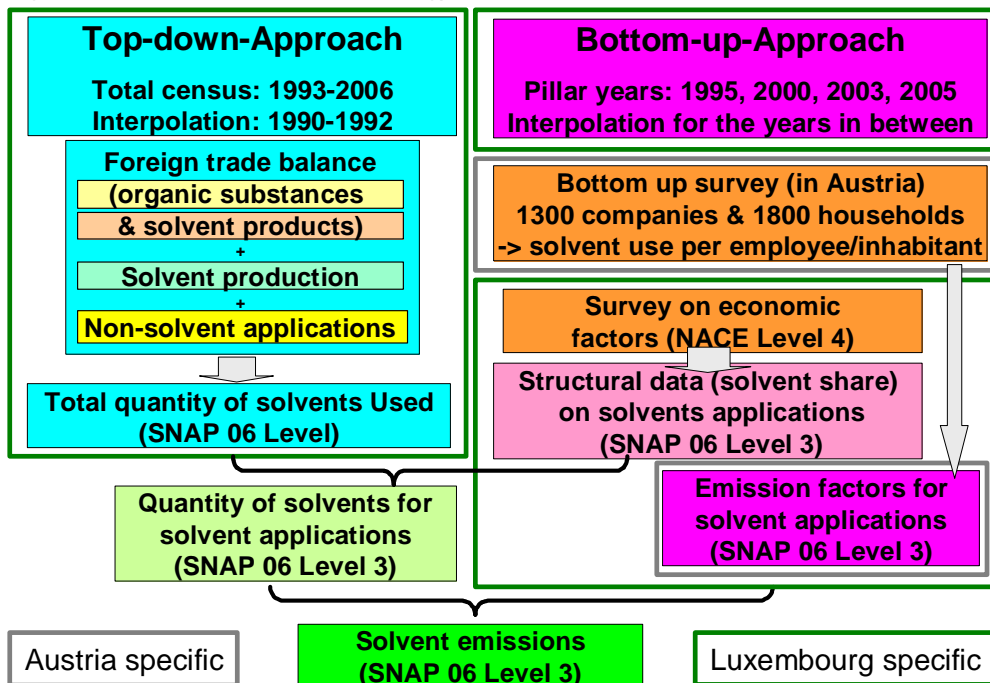 Top-down-Approach
Total census: 1993-2006
Interpolation: 1990-1992
Foreign trade balance
(organic substances
& solvent products)
+
Solvent production
+
Non-solvent applications
Total quantity of solvents Used
(SNAP 06 Level)
Bottom-up-Approach
Pillar years: 1995, 2000, 2003, 2005
Interpolation for the years in between
Bottom up survey (in Austria)
1300 companies & 1800 households
-> solvent use per employee/inhabitant
Survey on economic
factors (NACE Level 4)
Structural data (solvent share)
on solvents applications
(SNAP 06 Level 3)
Quantity of solvents for
solvent applications
(SNAP 06 Level 3)
Emission factors for
solvent applications
(SNAP 06 Level 3)
Solvent emissions
(SNAP 06 Level 3)
Austria specific
Luxembourg specific